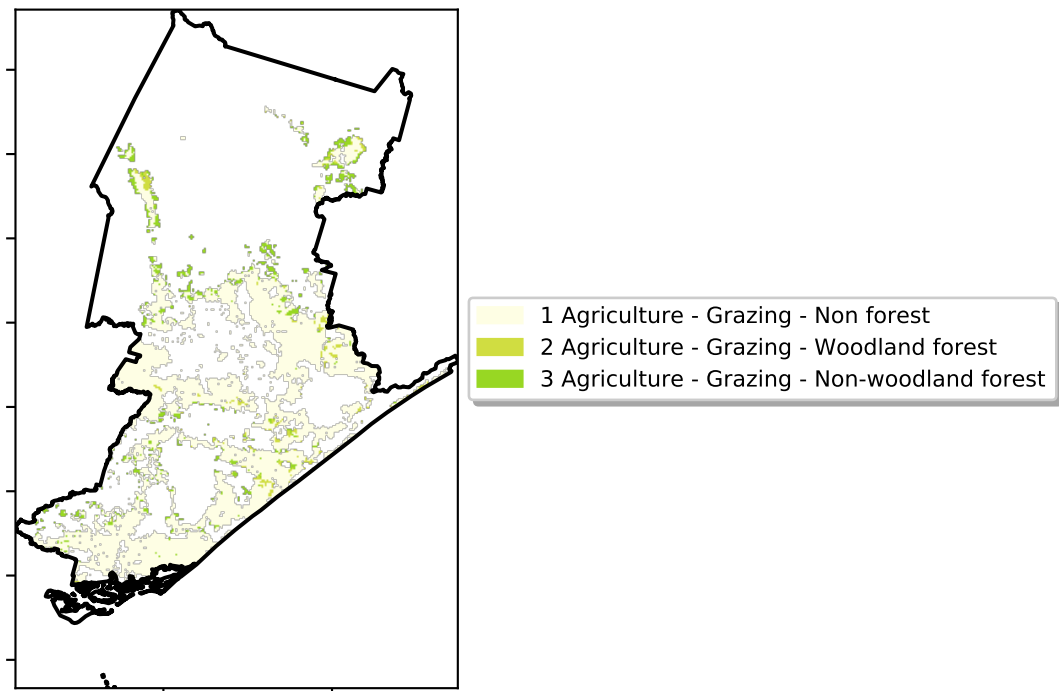 1 Agriculture - Grazing - Non forest
2 Agriculture - Grazing - Woodland forest
3 Agriculture - Grazing - Non-woodland forest